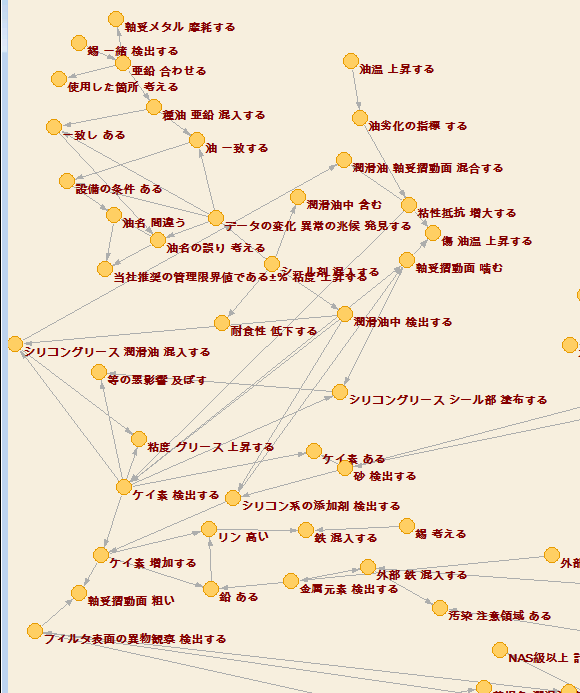 軸受メタル 摩耗する
錫 一緒 検出する
亜鉛 合わせる
油温 上昇する
使用した箇所 考える
種油 亜鉛 混入する
油劣化の指標 する
一致し ある
油 一致する
潤滑油 軸受摺動面 混合する
設備の条件 ある
潤滑油中 含む
粘性抵抗 増大する
油名 間違う
データの変化 異常の兆候 発見する
傷 油温 上昇する
油名の誤り 考える
シール剤 混入する
軸受摺動面 噛む
当社推奨の管理限界値である±% 粘度 上昇する
耐食性 低下する
潤滑油中 検出する
シリコングリース 潤滑油 混入する
等の悪影響 及ぼす
シリコングリース シール部 塗布する
粘度 グリース 上昇する
ケイ素 ある
砂 検出する
ケイ素 検出する
シリコン系の添加剤 検出する
リン 高い
鉄 混入する
錫 考える
ケイ素 増加する
外部 鉄 混入する
外部
金属元素 検出する
鉛 ある
軸受摺動面 粗い
汚染 注意領域 ある
フィルタ表面の異物観察 検出する
NAS級以上